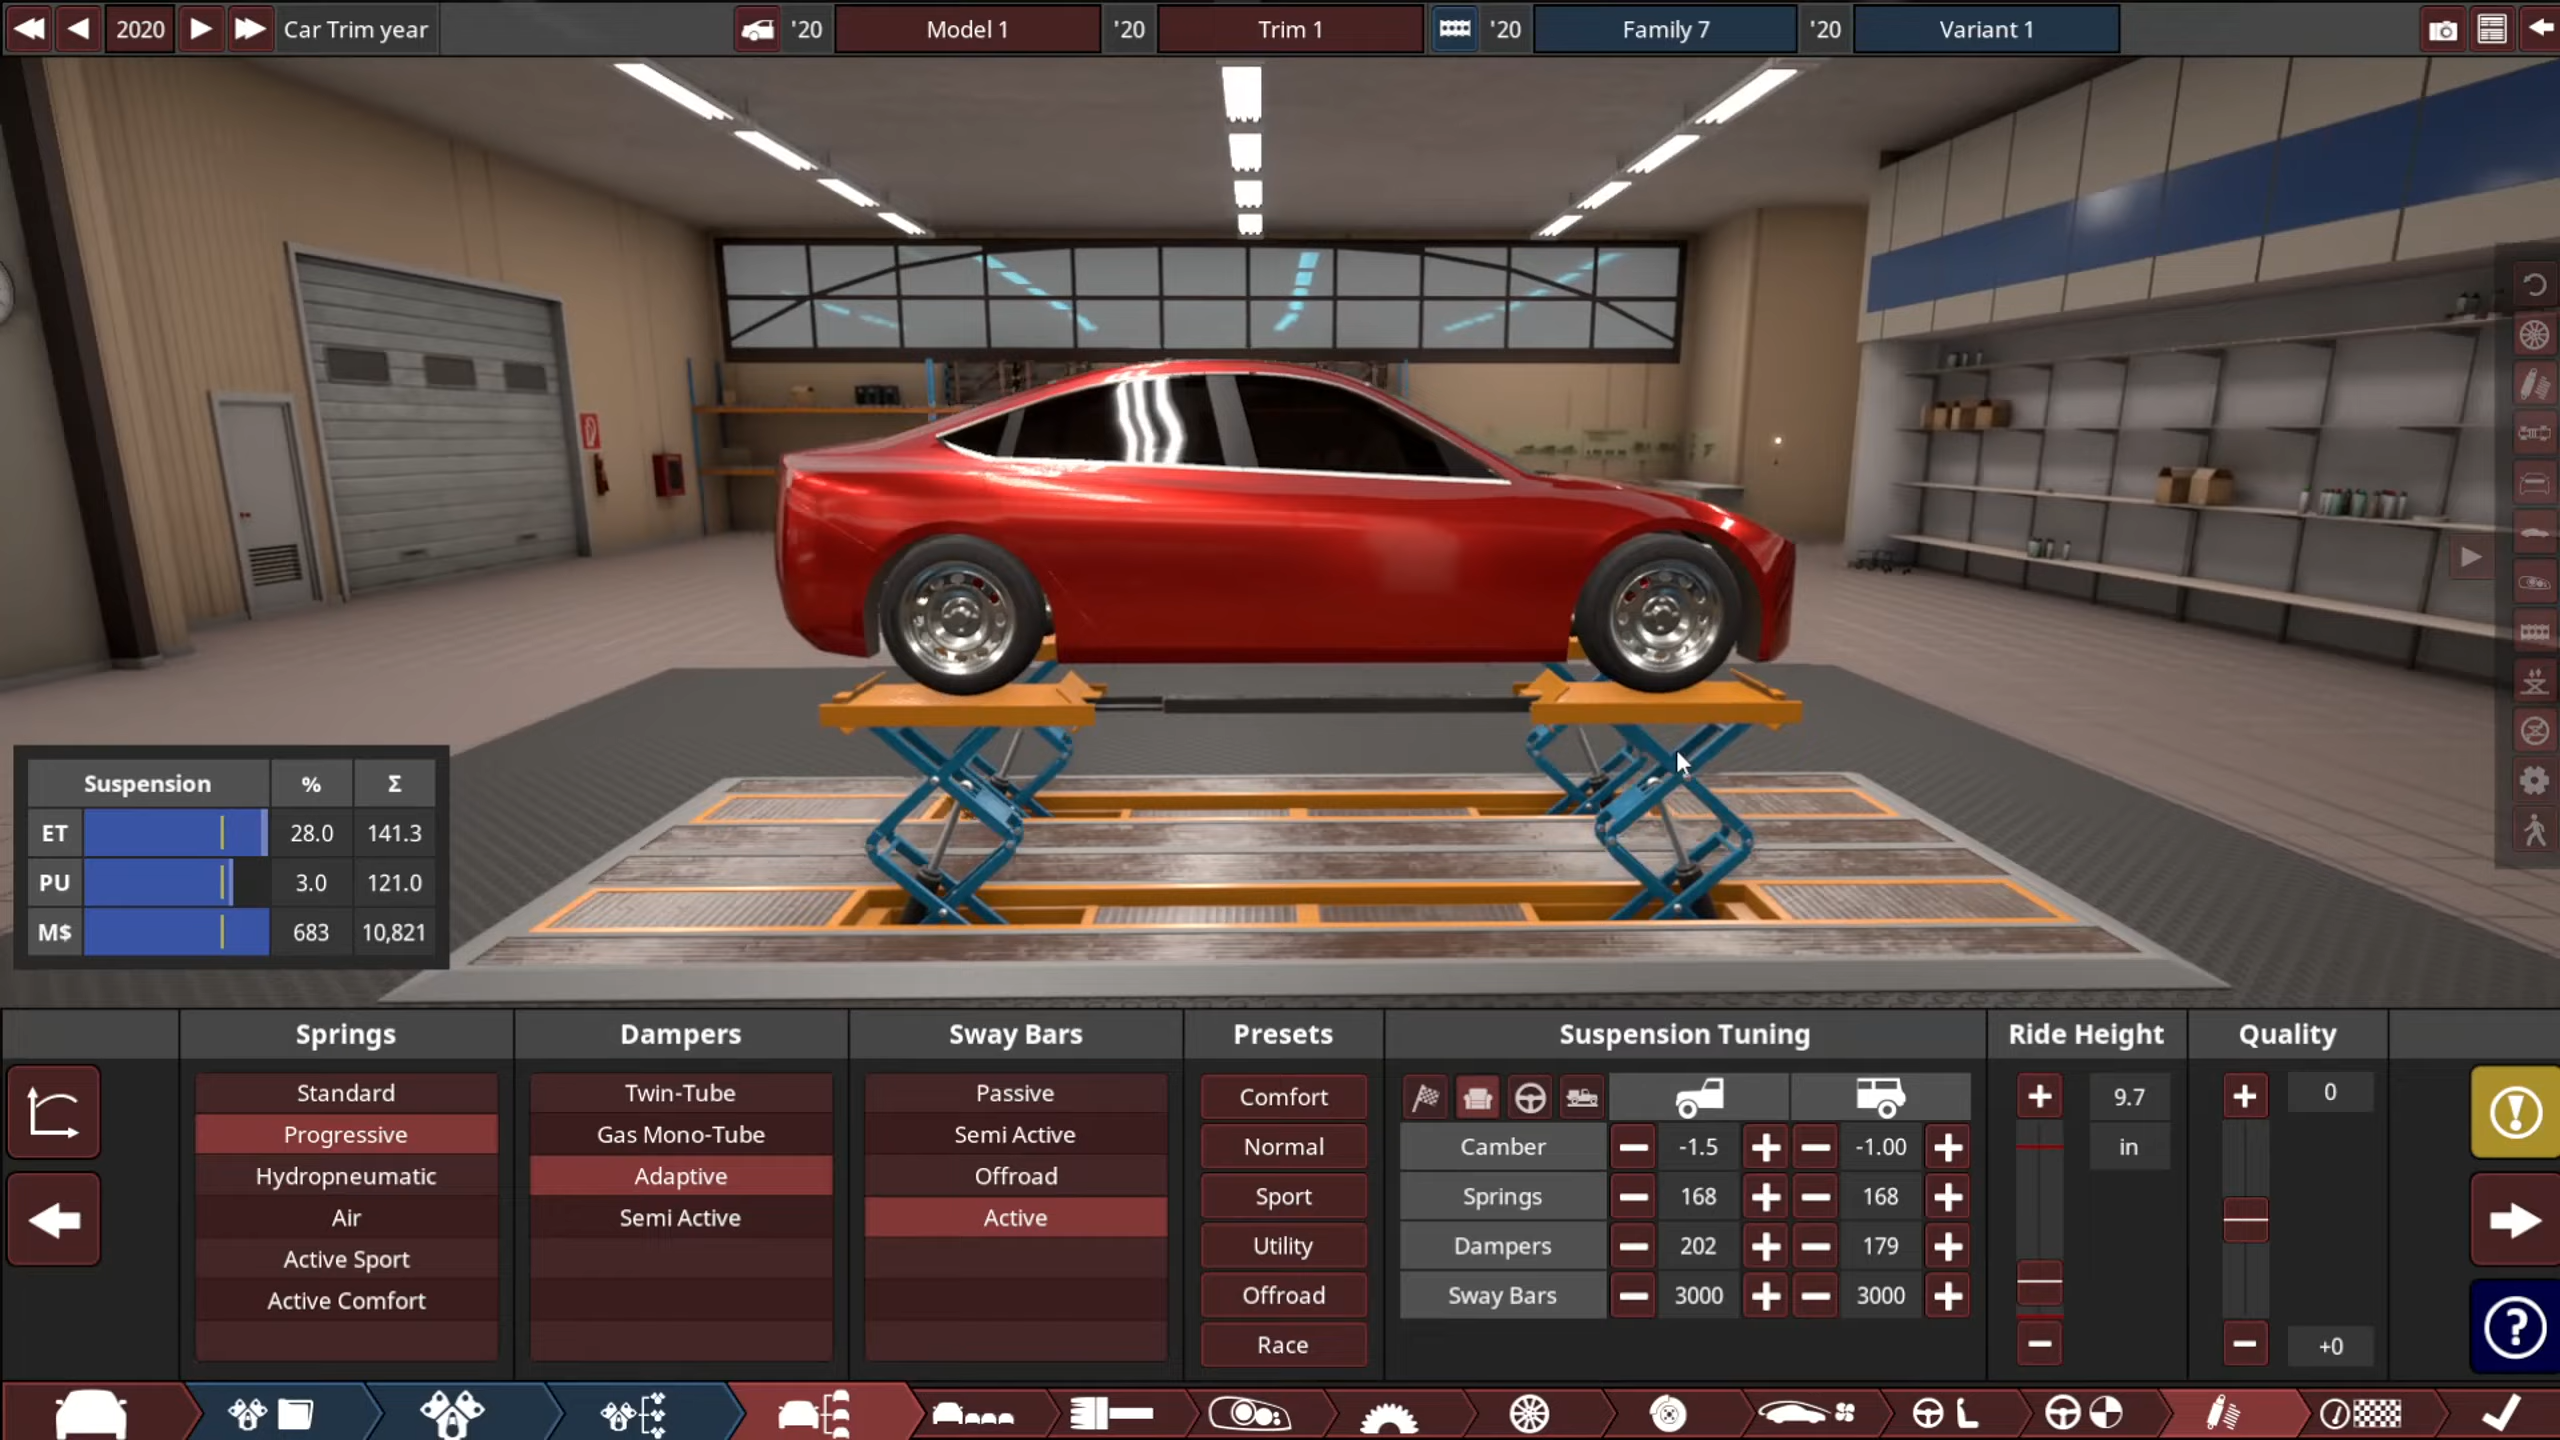 2020 Car Trim year '20 Model 1 '20 Trim 1 '20 Family 7 '20 Variant 1
Suspension % Σ
ET 28.0 141.3
PU 3.0 121.0
M$ 683 10,821
Springs
Standard
Progressive
Hydropneumatic
Air
Active Sport
Active Comfort
Dampers
Twin-Tube
Gas Mono-Tube
Adaptive
Semi Active
Sway Bars
Passive
Semi Active
Offroad
Active
Presets
Comfort
Normal
Sport
Utility
Offroad
Race
Suspension Tuning
Camber -1.5 -1.00
Springs 168 168
Dampers 202 179
Sway Bars 3000 3000
Ride Height
9.7
in
Quality
0
+0